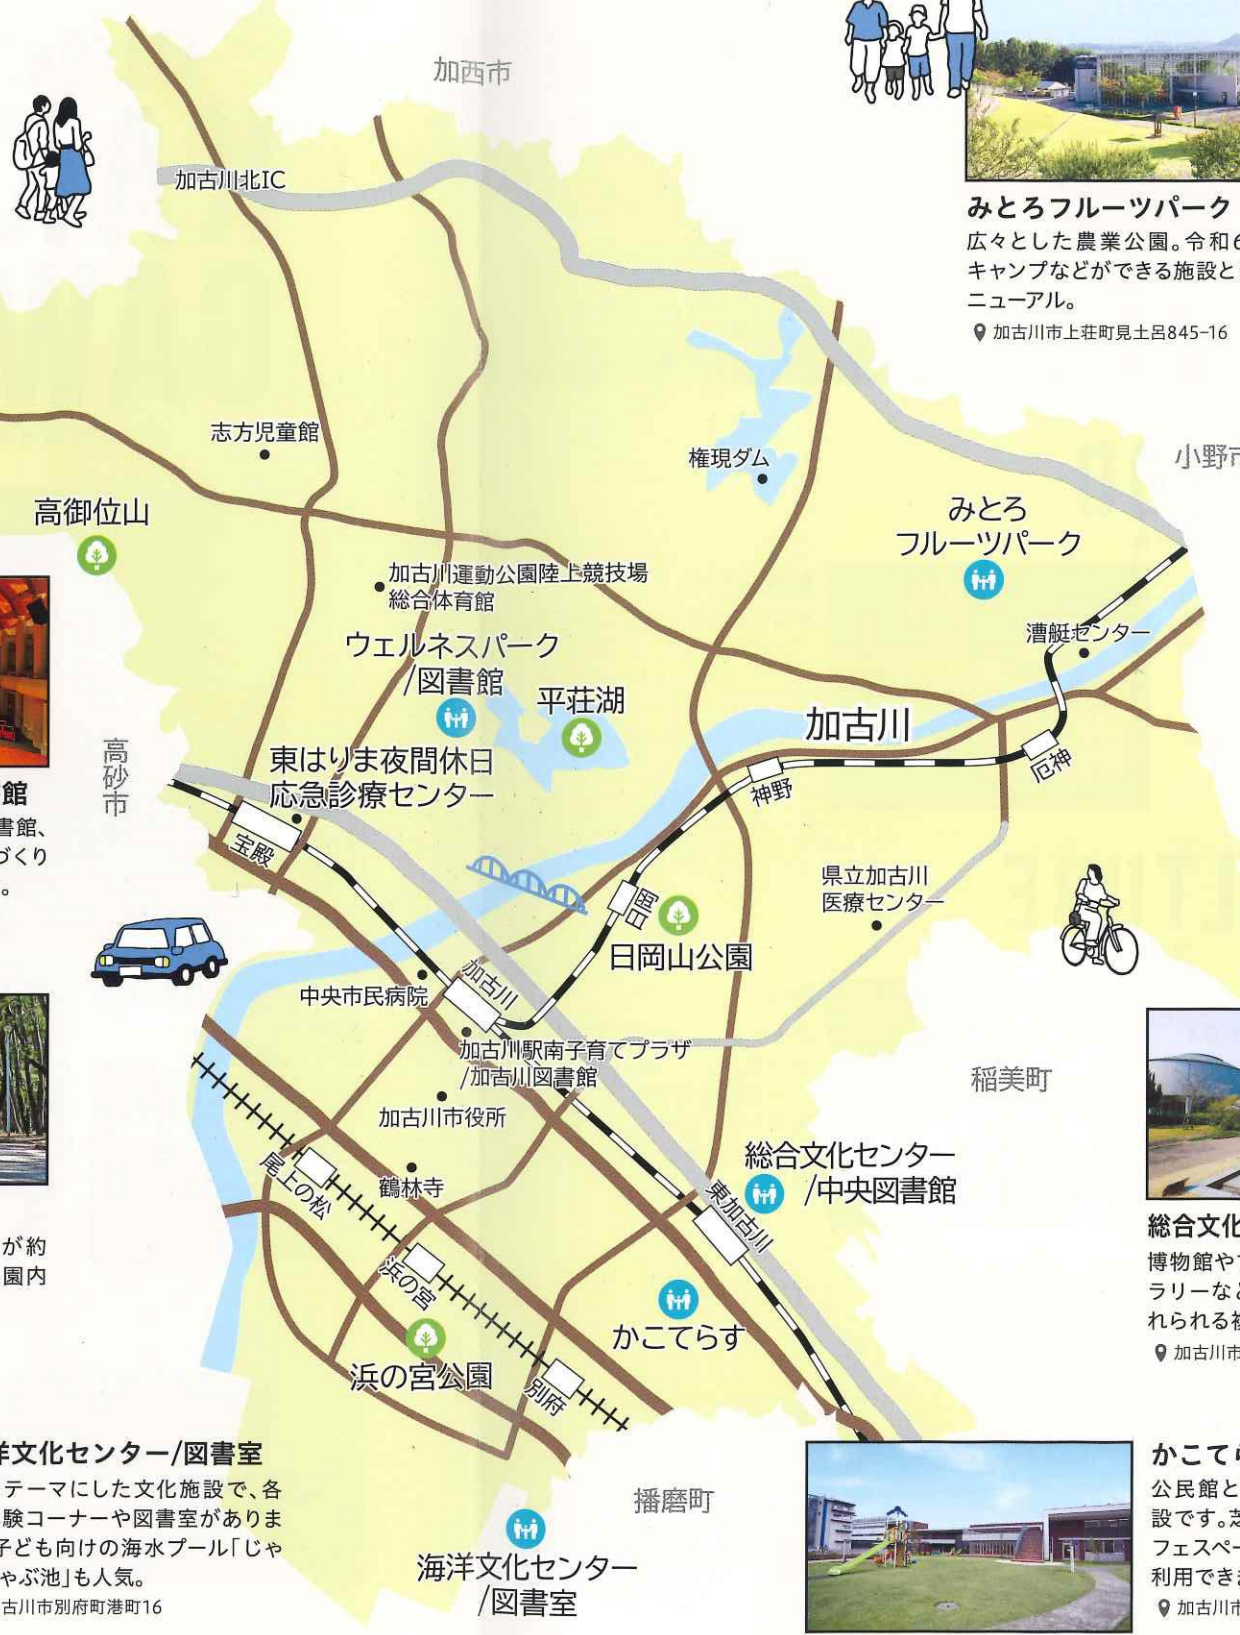 加西市
加古川北IC
みとろフルーツパーク
広々とした農業公園。令和6
キャンプなどができる施設と
ニューアル。
加古川市上荘町見土呂845-16
志方児童館
権現ダム
小野市
高御位山
みとろ
フルーツパーク
加古川運動公園陸上競技場
総合体育館
漕艇センター
ウェルネスパーク
/図書館
平荘湖
加古川
高砂市
東はりま夜間休日
応急診療センター
厄神
神野
館
書館、
づくり
。
宝殿
県立加古川
医療センター
日岡
日岡山公園
中央市民病院
加古川
加古川駅南子育てプラザ
/加古川図書館
稲美町
加古川市役所
総合文化センター
/中央図書館
尾上の松
鶴林寺
東加古川
が約
園内
総合文化
博物館や
ラリーなど
れられる複
加古川市
浜の宮
かこてらす
浜の宮公園
別府
洋文化センター/図書室
テーマにした文化施設で、各
験コーナーや図書室がありま
子ども向けの海水プール「じゃ
ゃぶ池」も人気。
古川市別府町港町16
播磨町
海洋文化センター
/図書室
かこてら
公民館と
設です。芝
フェスペー
利用できま
加古川市